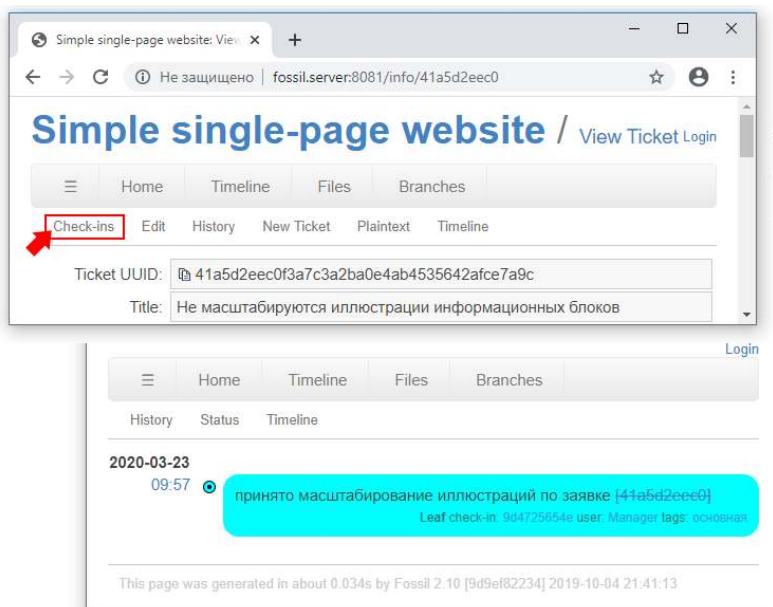 Simple single-page website: View
Не защищено | fossil.server:8081/info/41a5d2eec0
Simple single-page website / View Ticket Login
☰ Home Timeline Files Branches
Check-ins Edit History New Ticket Plaintext Timeline
Ticket UUID: 41a5d2eec0f3a7c3a2ba0e4ab4535642afce7a9c
Title: Не масштабируются иллюстрации информационных блоков
Login
☰ Home Timeline Files Branches
History Status Timeline
2020-03-23
09:57 принято масштабирование иллюстраций по заявке [41a5d2eec0]
Leaf check-in: 9d4725654e user: Manager tags: основная
This page was generated in about 0.034s by Fossil 2.10 [9d9ef82234] 2019-10-04 21:41:13